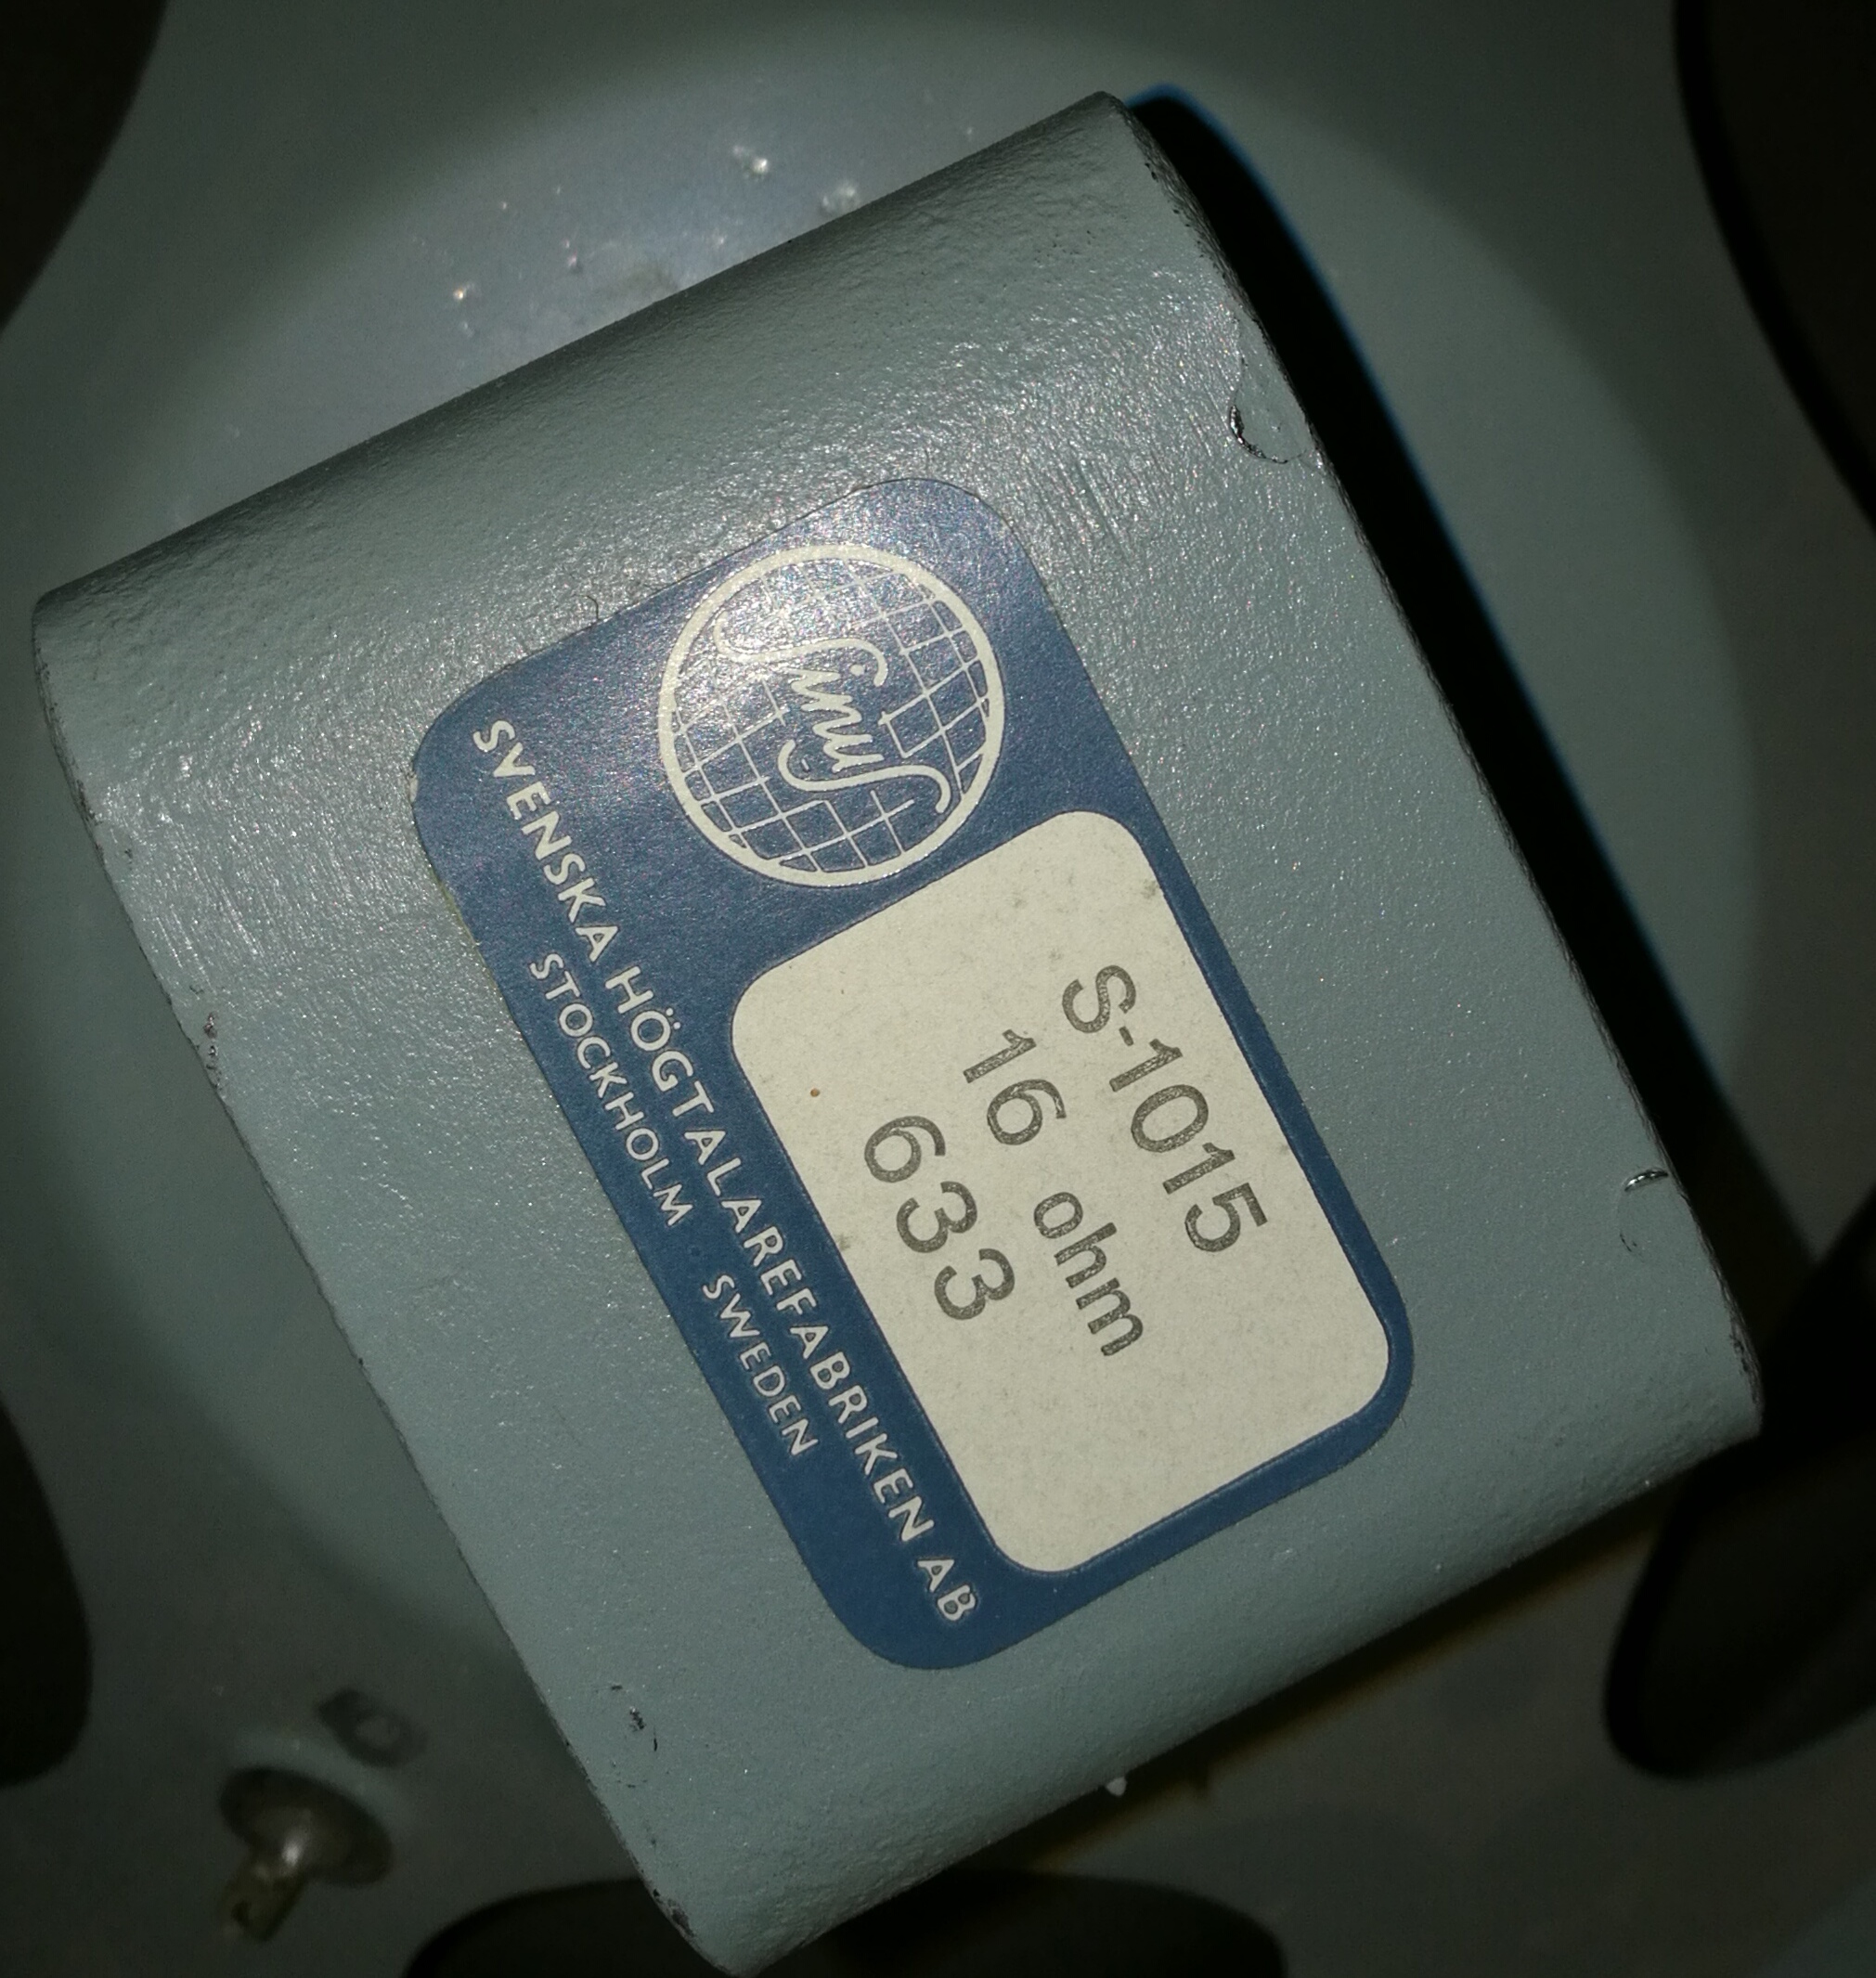 Sinus
S-1015
16 ohm
633
SVENSKA HÖGTALAREFABRIKEN AB
STOCKHOLM SWEDEN